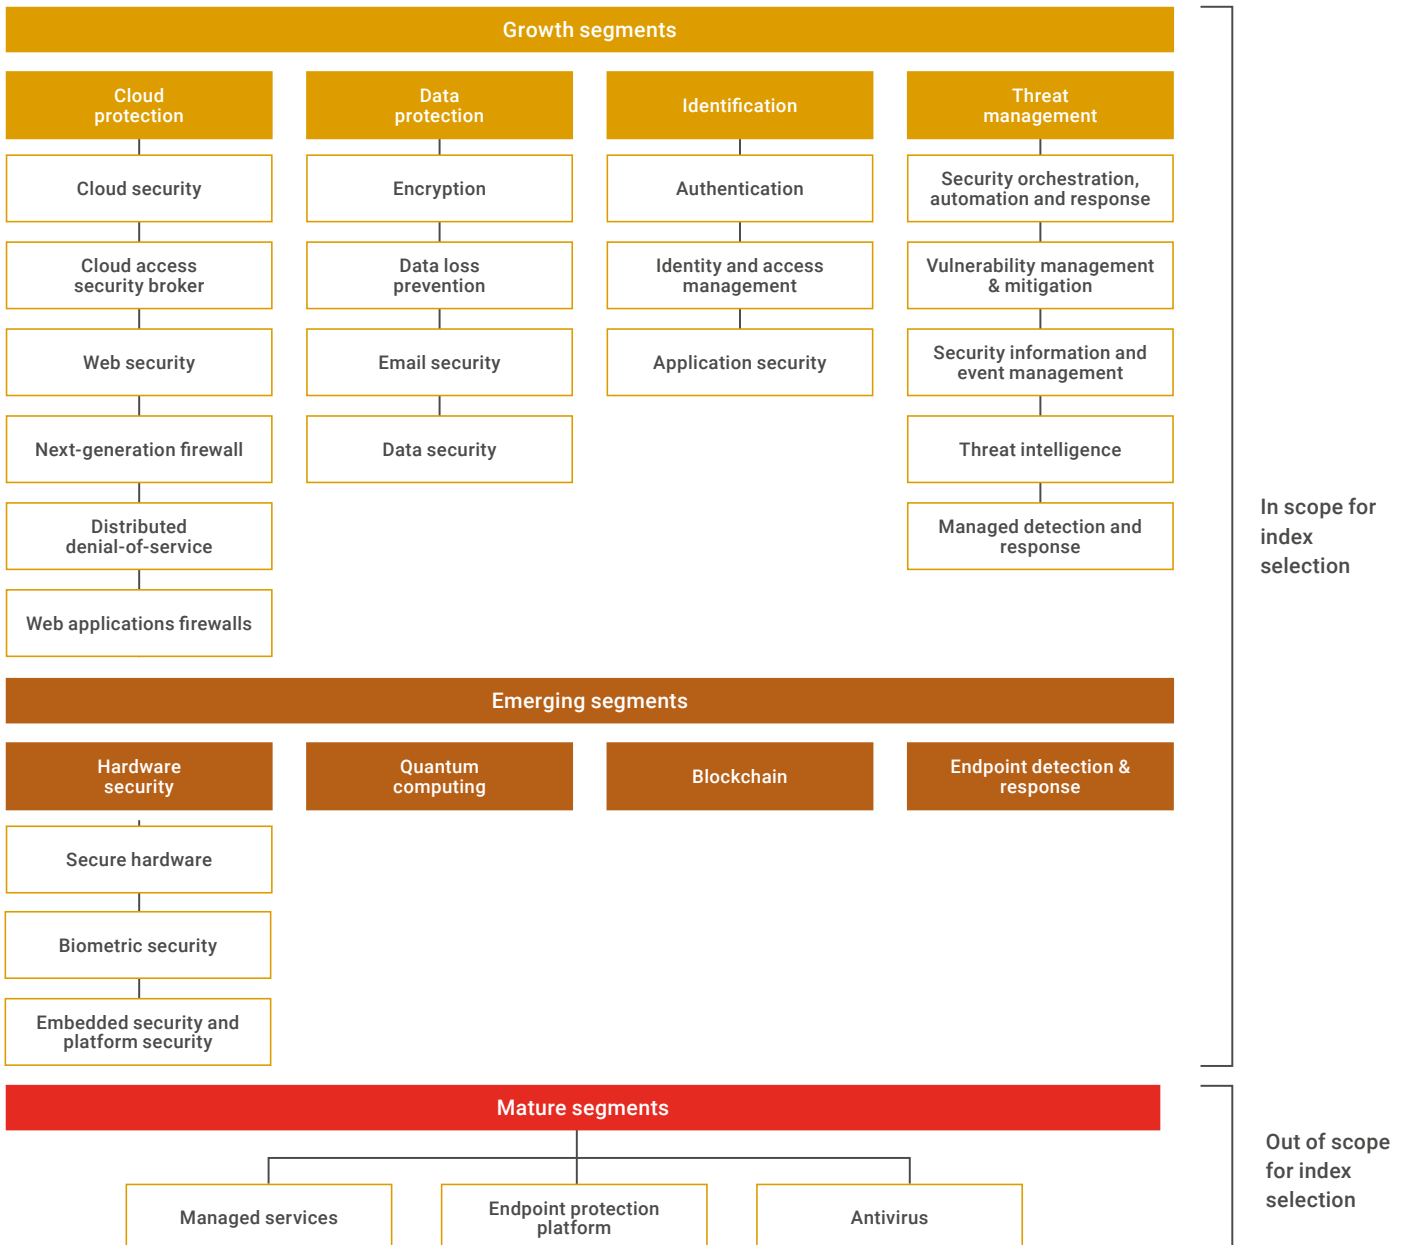 Growth segments
Cloud
protection
Data
protection
Identification
Threat
management
Cloud security
Cloud access
security broker
Web security
Next-generation firewall
Distributed
denial-of-service
Web applications firewalls
Encryption
Data loss
prevention
Email security
Data security
Authentication
Identity and access
management
Application security
Security orchestration,
automation and response
Vulnerability management
& mitigation
Security information and
event management
Threat intelligence
Managed detection and
response
In scope for
index
selection
Emerging segments
Hardware
security
Quantum
computing
Blockchain
Endpoint detection &
response
Secure hardware
Biometric security
Embedded security and
platform security
Mature segments
Managed services
Endpoint protection
platform
Antivirus
Out of scope
for index
selection